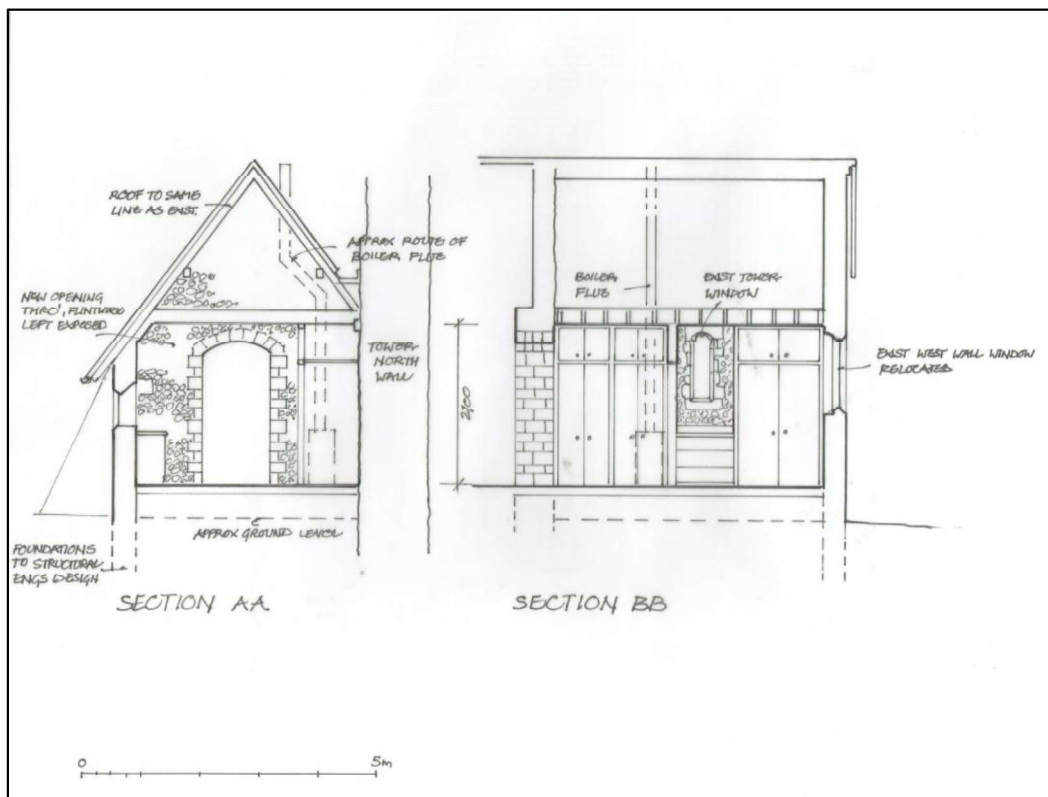 ROOF TO SAME
LINE AS EXIST.
APPROX ROUTE OF
BOILER FLUE
NEW OPENING
THRO', FLINTWORK
LEFT EXPOSED
TOWER
NORTH
WALL
APPROX GROUND LEVEL
FOUNDATIONS
TO STRUCTURAL
ENGS DESIGN
SECTION AA
BOILER
FLUE
EXIST TOWER
WINDOW
EXIST WEST WALL WINDOW
RELOCATED
2,100
SECTION BB
0
5m